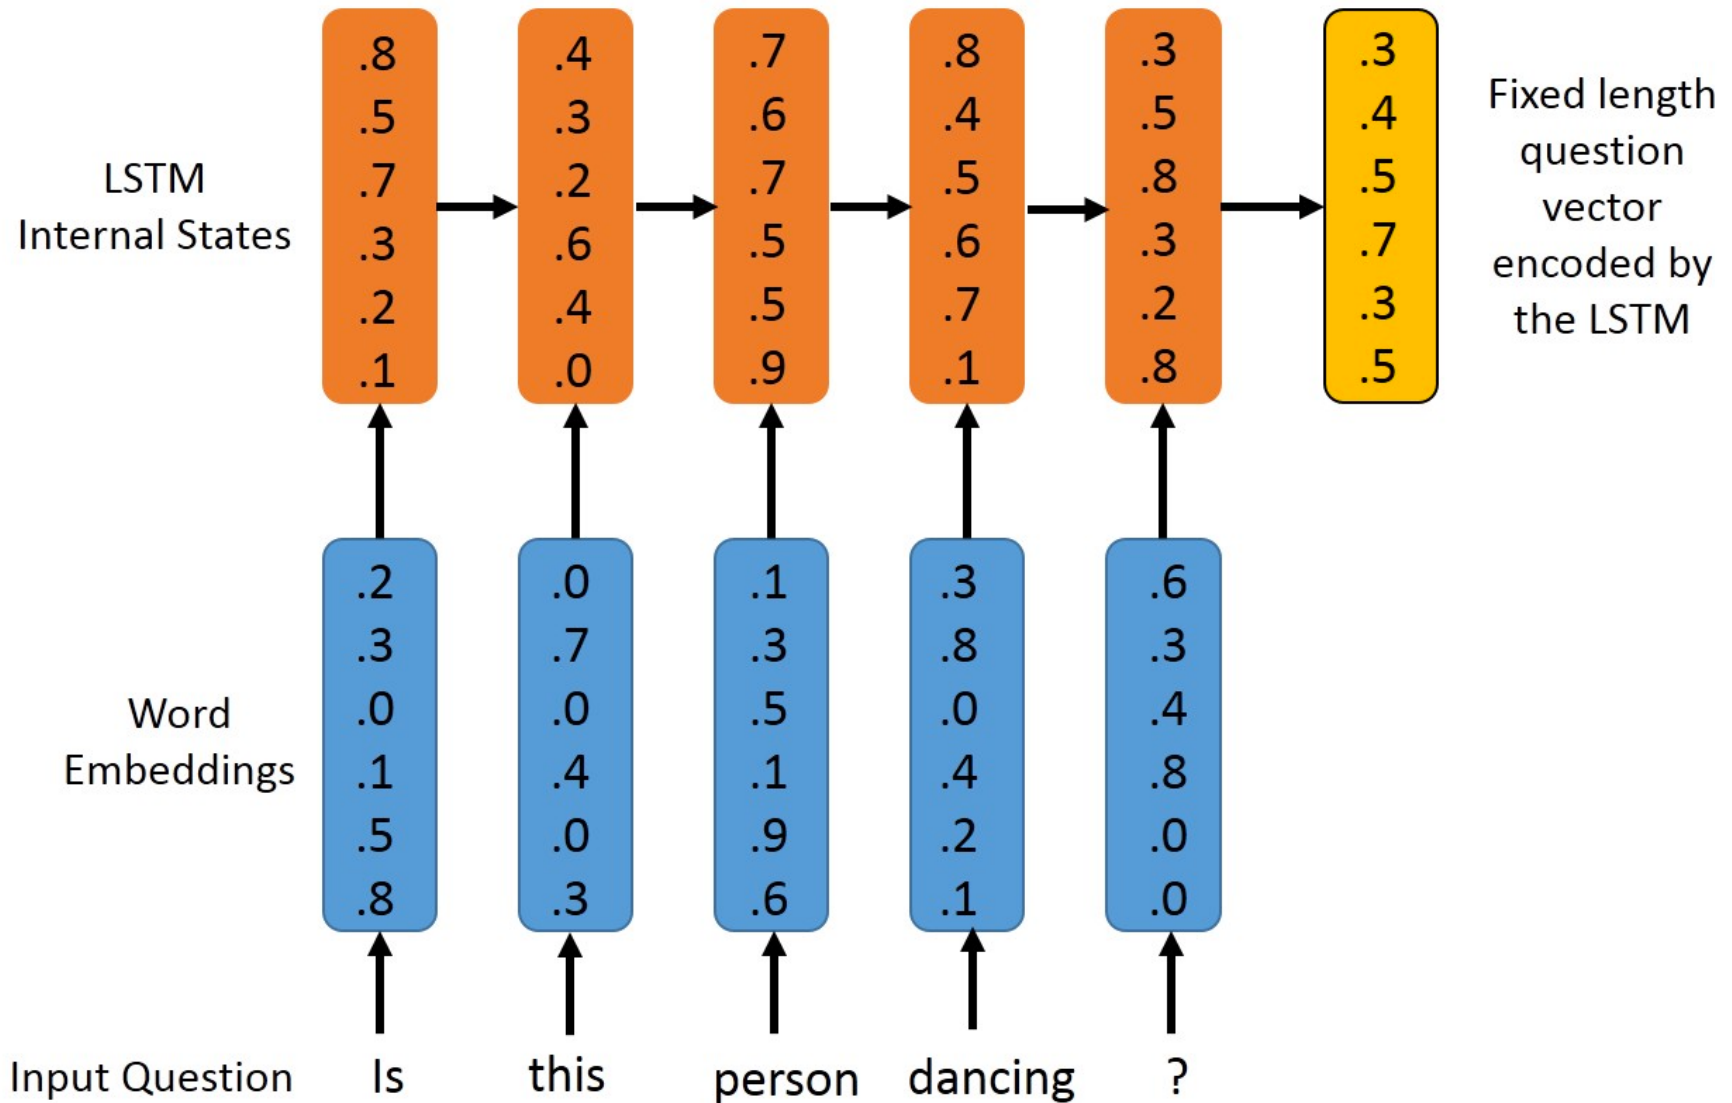 LSTM
Internal States
.8 .4 .7 .8 .3 .3
.5 .3 .6 .4 .5 .4
.7 .2 .7 .5 .8 .5
.3 .6 .5 .6 .3 .7
.2 .4 .5 .7 .2 .3
.1 .0 .9 .1 .8 .5
Fixed length
question
vector
encoded by
the LSTM
Word
Embeddings
.2 .0 .1 .3 .6
.3 .7 .3 .8 .3
.0 .0 .5 .0 .4
.1 .4 .1 .4 .8
.5 .0 .9 .2 .0
.8 .3 .6 .1 .0
Input Question Is this person dancing ?